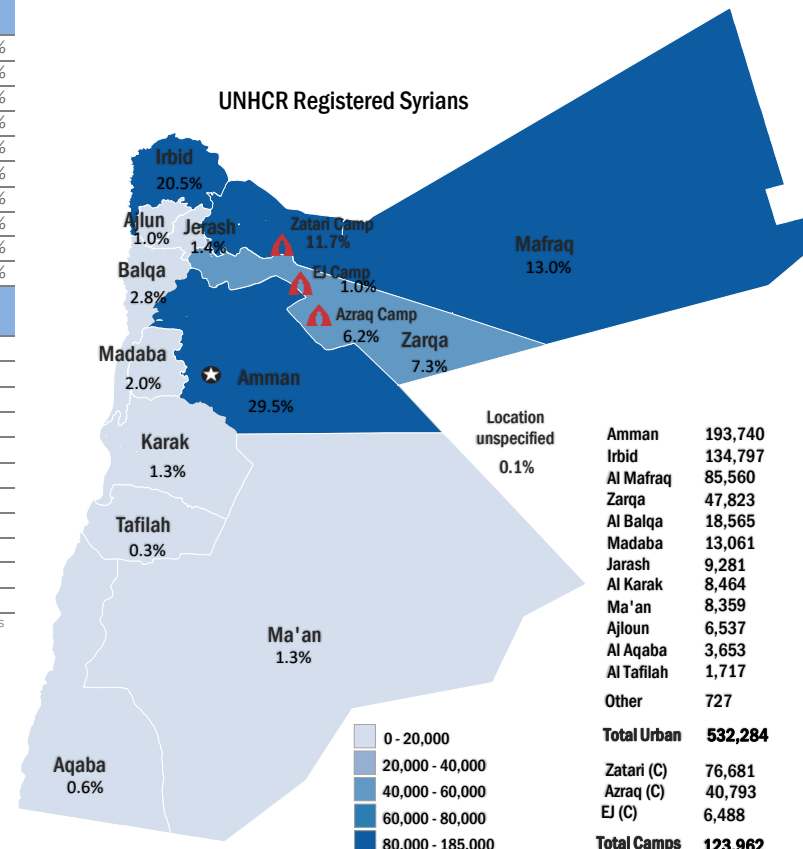 %
%
%
%
%
%
%
%
%
%
s
UNHCR Registered Syrians
Irbid
20.5%
Ajlun
1.0%
Jerash
1.4%
Zatari Camp
11.7%
Mafraq
13.0%
Balqa
2.8%
EJ Camp
1.0%
Azraq Camp
6.2%
Zarqa
7.3%
Madaba
2.0%
Amman
29.5%
Location
unspecified
0.1%
Karak
1.3%
Tafilah
0.3%
Ma'an
1.3%
Aqaba
0.6%
0 - 20,000
20,000 - 40,000
40,000 - 60,000
60,000 - 80,000
80,000 - 185,000
Amman 193,740
Irbid 134,797
Al Mafraq 85,560
Zarqa 47,823
Al Balqa 18,565
Madaba 13,061
Jarash 9,281
Al Karak 8,464
Ma'an 8,359
Ajloun 6,537
Al Aqaba 3,653
Al Tafilah 1,717
Other 727
Total Urban 532,284
Zatari (C) 76,681
Azraq (C) 40,793
EJ (C) 6,488
Total Camps 123,962